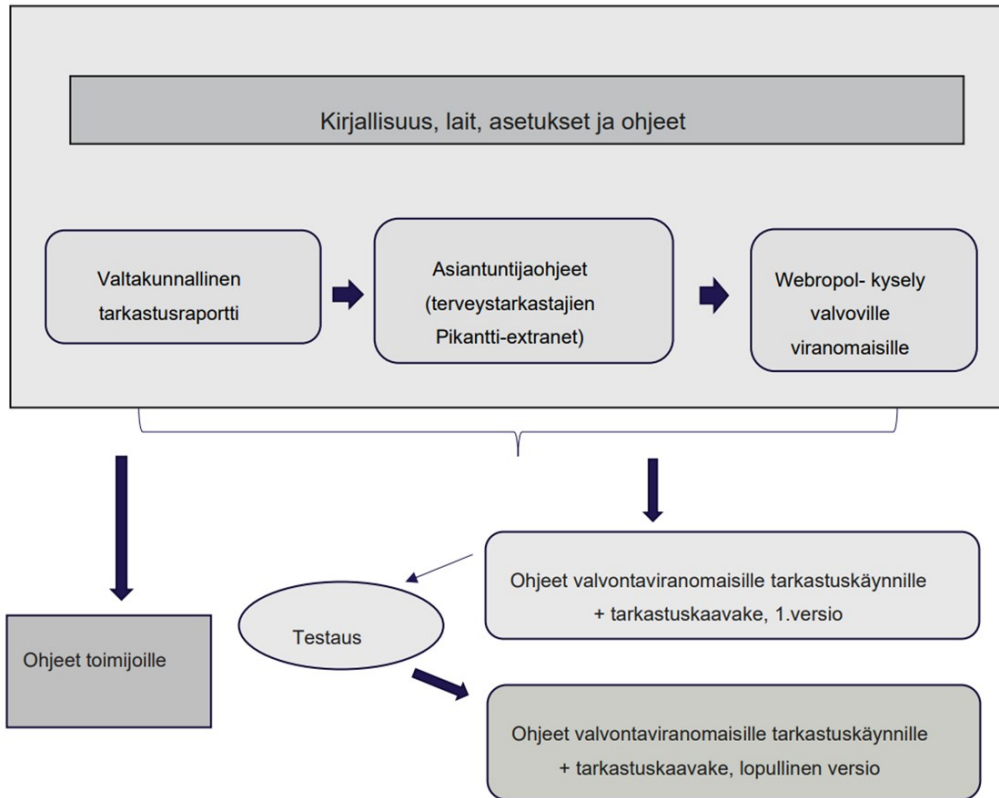 Kirjallisuus, lait, asetukset ja ohjeet
Valtakunnallinen
tarkastusraportti
Asiantuntijaohjeet
(terveystarkastajien
Pikantti-extranet)
Webropol- kysely
valvoville
viranomaisille
Ohjeet valvontaviranomaisille tarkastuskäynnille
+ tarkastuskaavake, 1.versio
Testaus
Ohjeet toimijoille
Ohjeet valvontaviranomaisille tarkastuskäynnille
+ tarkastuskaavake, lopullinen versio